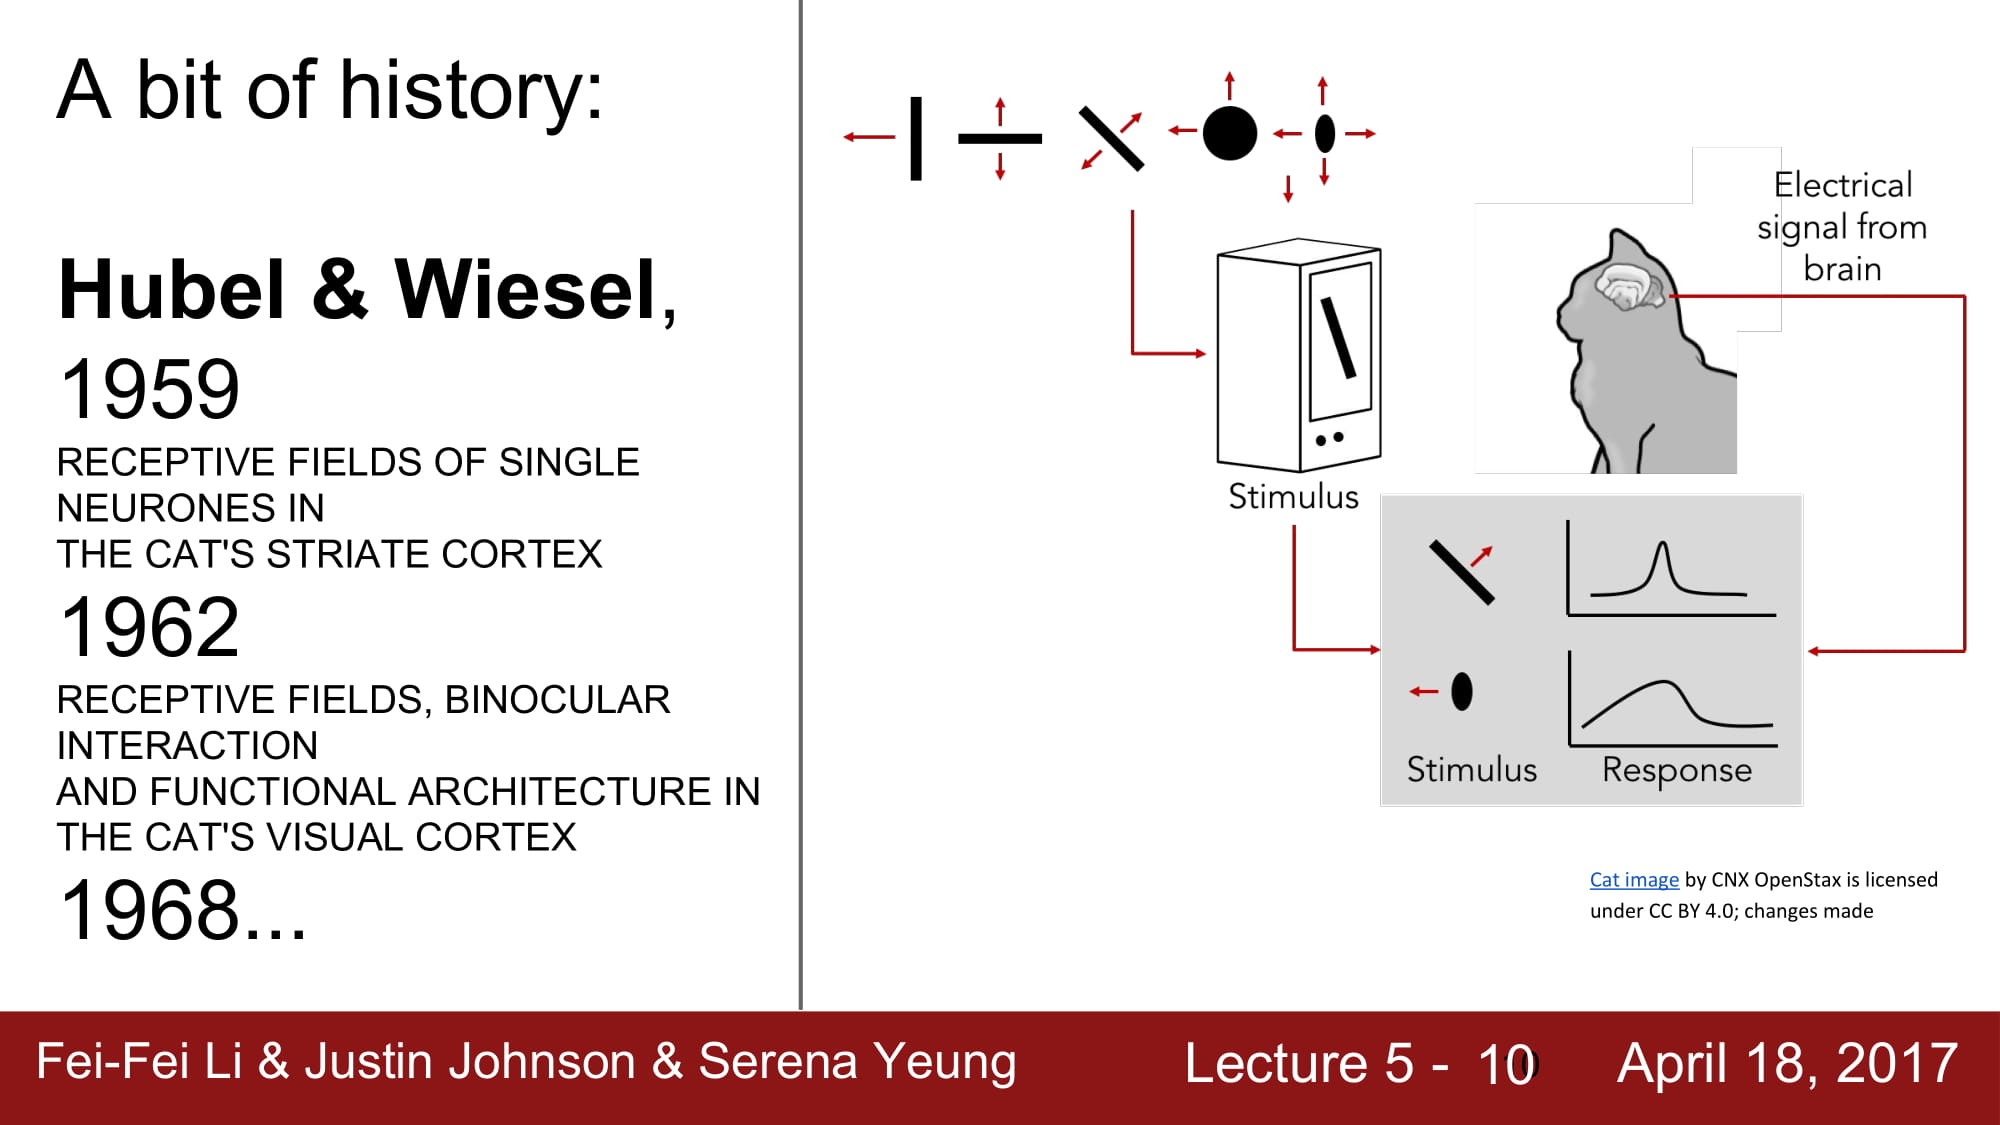 A bit of history:
Hubel & Wiesel,
1959
RECEPTIVE FIELDS OF SINGLE
NEURONES IN
THE CAT'S STRIATE CORTEX
1962
RECEPTIVE FIELDS, BINOCULAR
INTERACTION
AND FUNCTIONAL ARCHITECTURE IN
THE CAT'S VISUAL CORTEX
1968...
Electrical
signal from
brain
Stimulus
Stimulus Response
Cat image by CNX OpenStax is licensed
under CC BY 4.0; changes made
Fei-Fei Li & Justin Johnson & Serena Yeung Lecture 5 - 10 April 18, 2017